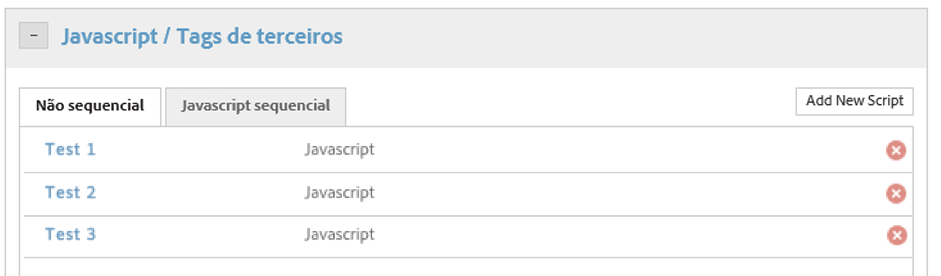 Javascript / Tags de terceiros
Não sequencial Javascript sequencial Add New Script
Test 1 Javascript
Test 2 Javascript
Test 3 Javascript